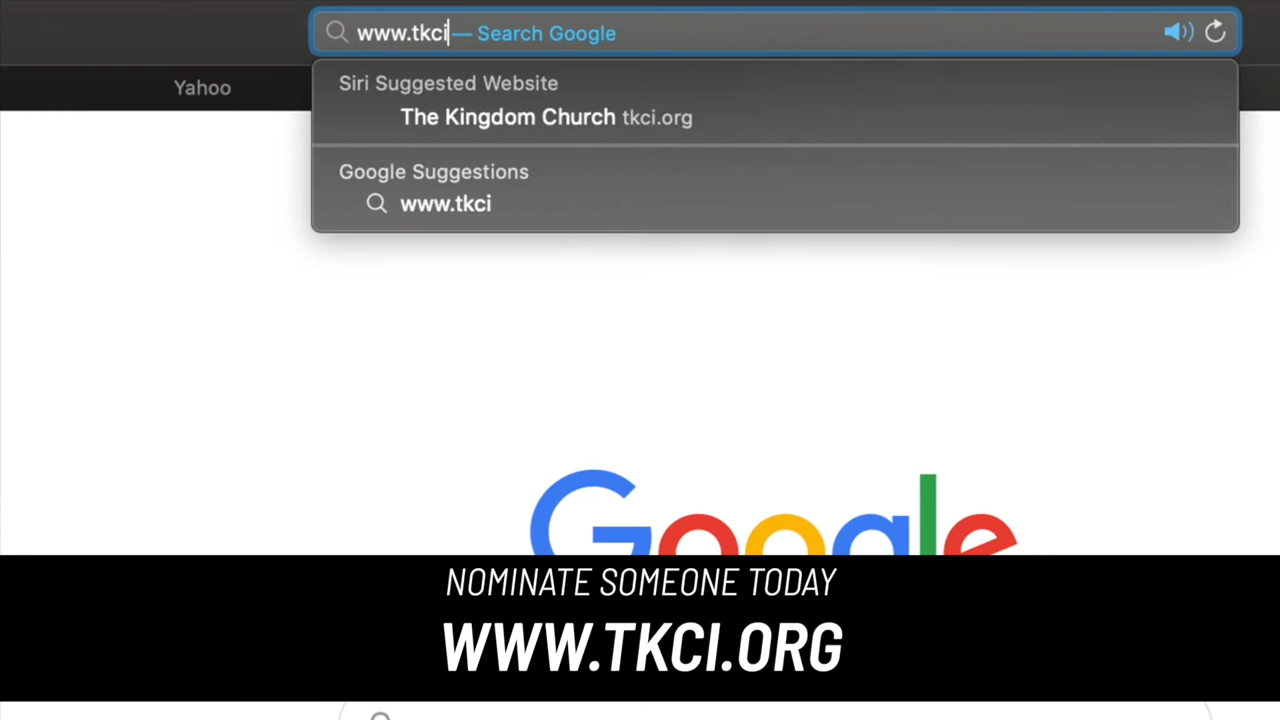 www.tkci — Search Google
Yahoo
Siri Suggested Website
The Kingdom Church tkci.org
Google Suggestions
www.tkci
Google
NOMINATE SOMEONE TODAY
WWW.TKCI.ORG